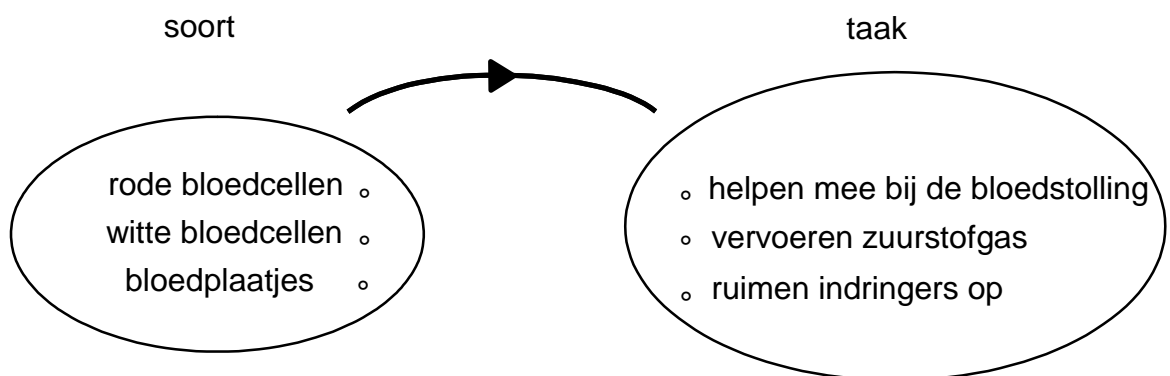 soort
taak
rode bloedcellen
witte bloedcellen
bloedplaatjes
helpen mee bij de bloedstolling
vervoeren zuurstofgas
ruimen indringers op